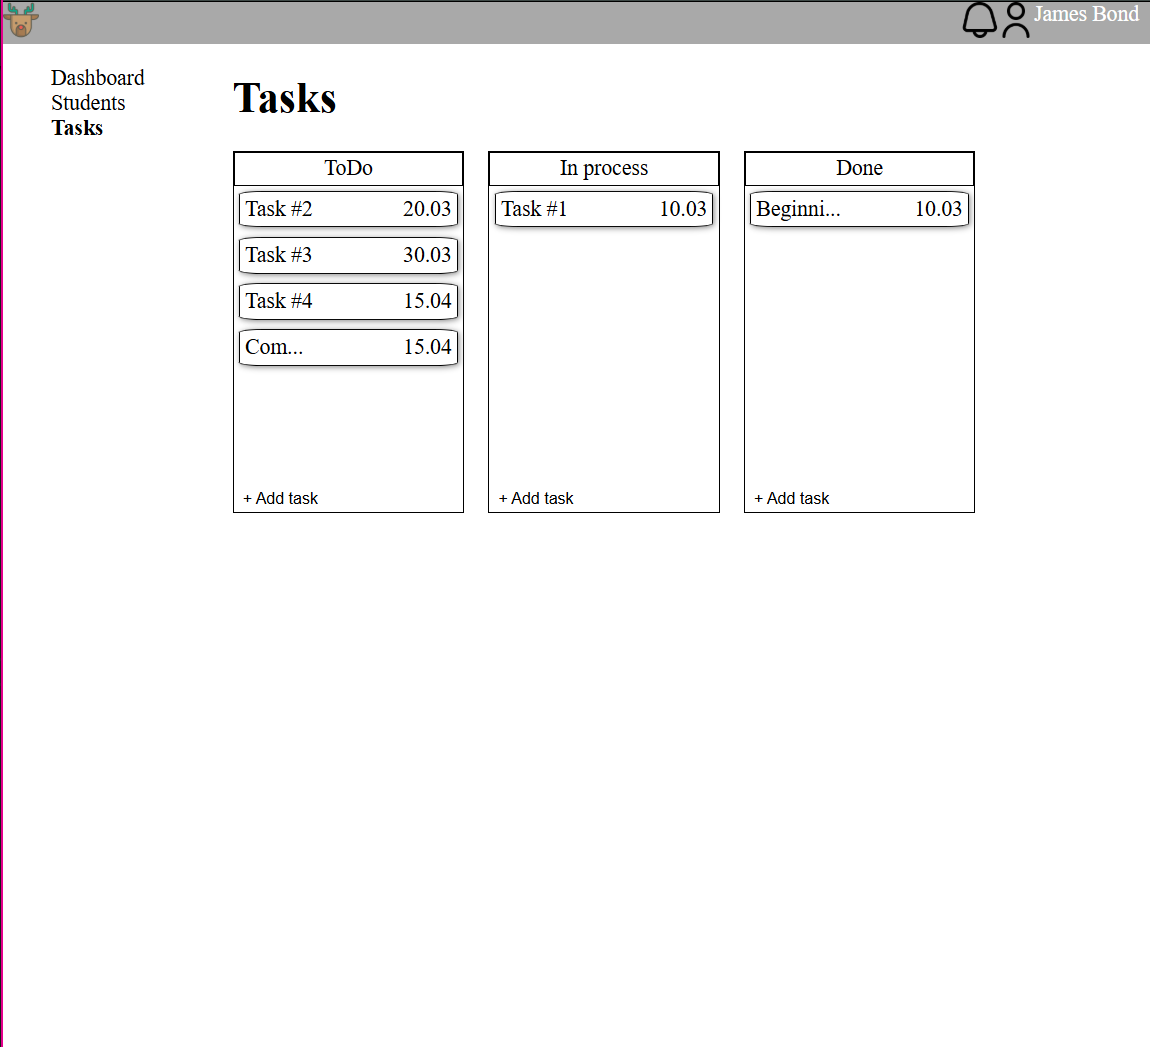 James Bond
Dashboard
Students
Tasks
Tasks
ToDo
Task #2 20.03
Task #3 30.03
Task #4 15.04
Com... 15.04
+ Add task
In process
Task #1 10.03
+ Add task
Done
Beginni... 10.03
+ Add task